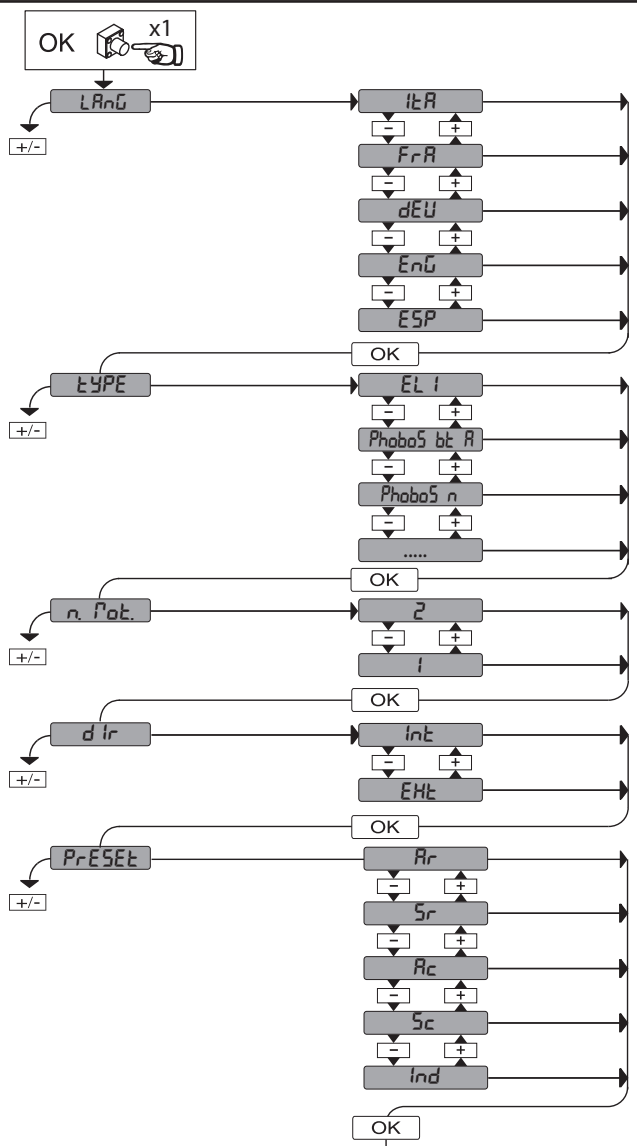 OK x1
LAnG
ItA
+/-
- +
FrA
- +
dEU
- +
EnG
- +
ESP
OK
tYPE
EL I
+/-
- +
PhoboS bt A
- +
PhoboS n
- +
.....
OK
n. Mot.
2
+/-
- +
1
OK
dIr
Int
+/-
- +
EHt
OK
PrESEt
Ar
+/-
- +
Sr
- +
Ac
- +
Sc
- +
Ind
OK